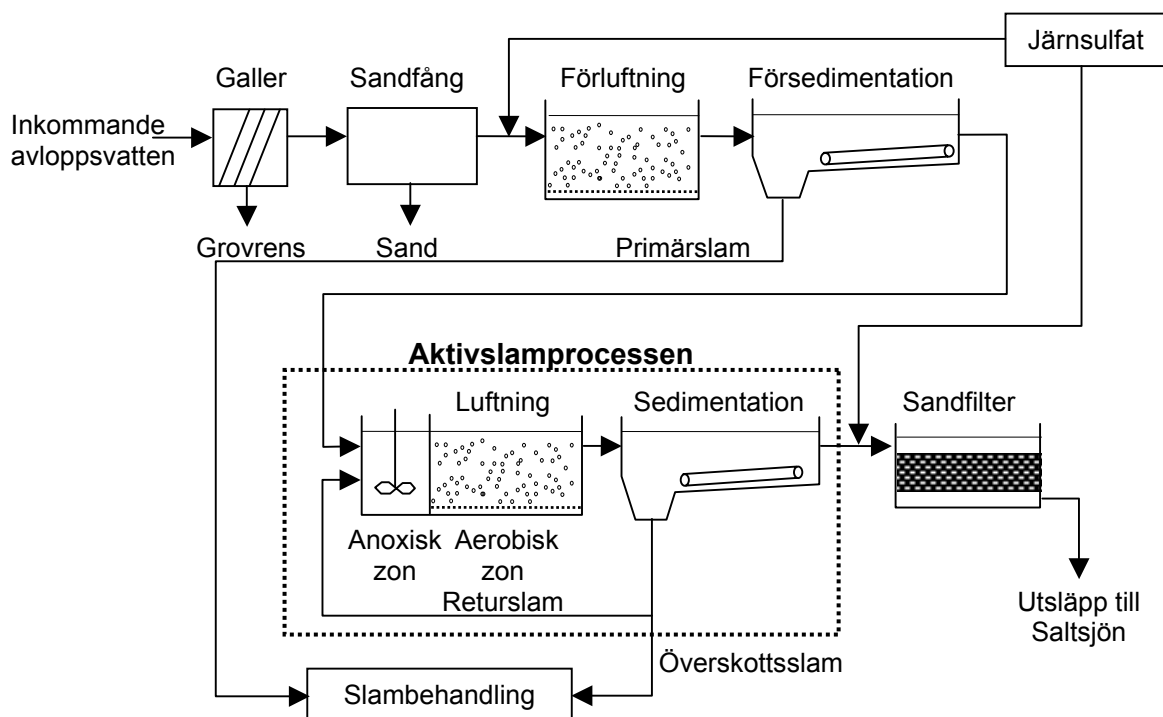 Järnsulfat
Galler
Sandfång
Förluftning
Försedimentation
Inkommande
avloppsvatten
Grovrens
Sand
Primärslam
Aktivslamprocessen
Luftning
Sedimentation
Sandfilter
Anoxisk
zon
Aerobisk
zon
Returslam
Utsläpp till
Saltsjön
Överskottsslam
Slambehandling